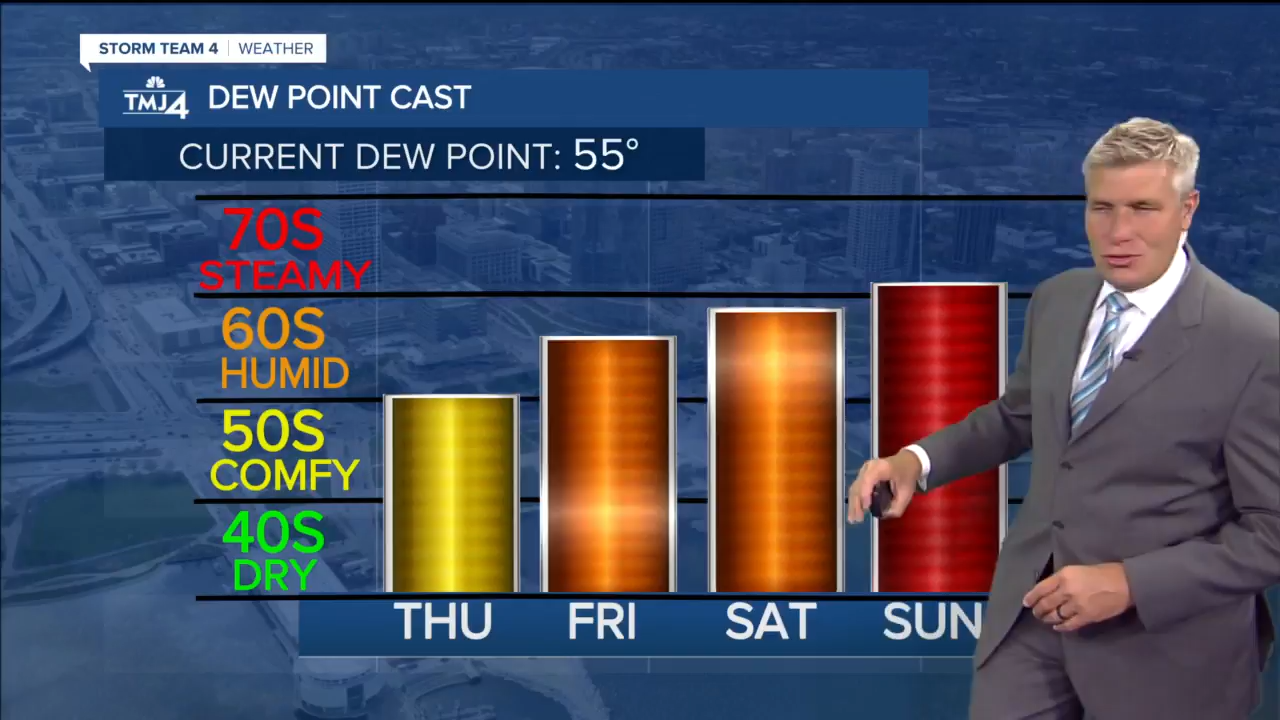 STORM TEAM 4 | WEATHER
TMJ4 DEW POINT CAST
CURRENT DEW POINT: 55°
70S
STEAMY
60S
HUMID
50S
COMFY
40S
DRY
THU FRI SAT SUN